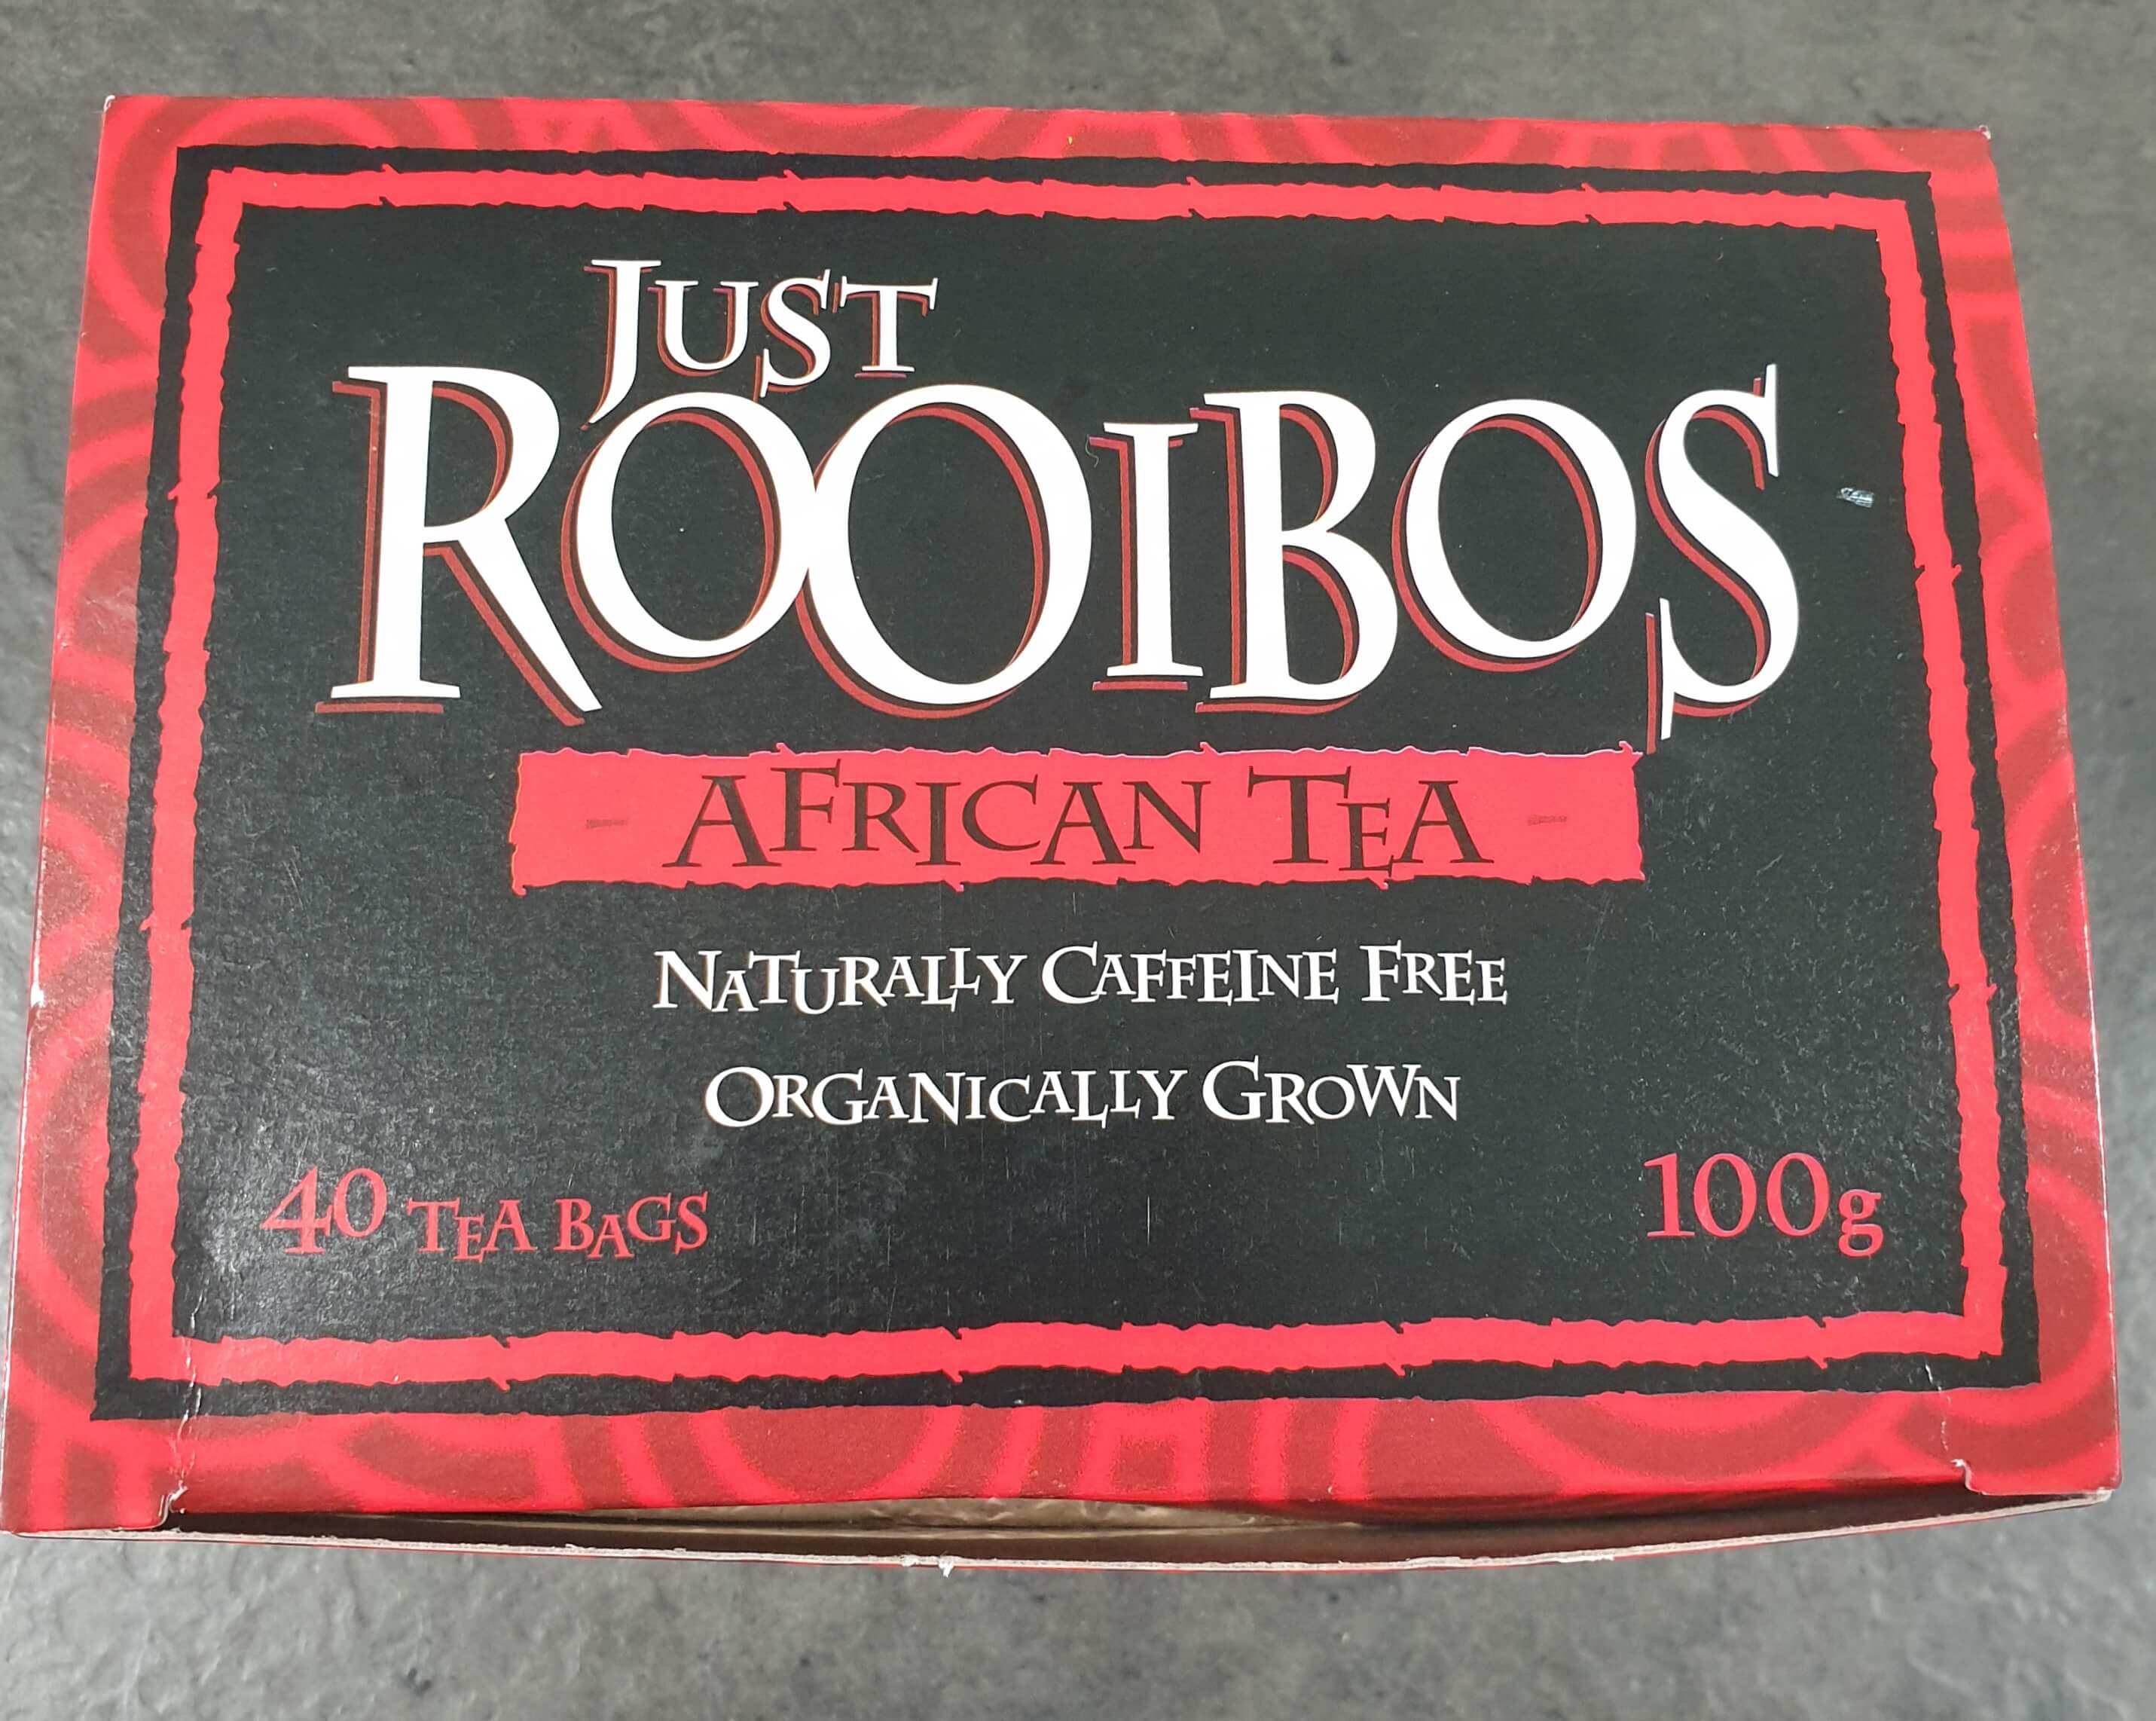 JUST
ROOIBOS
- AFRICAN TEA -
NATURALLY CAFFEINE FREE
ORGANICALLY GROWN
40 TEA BAGS
100g